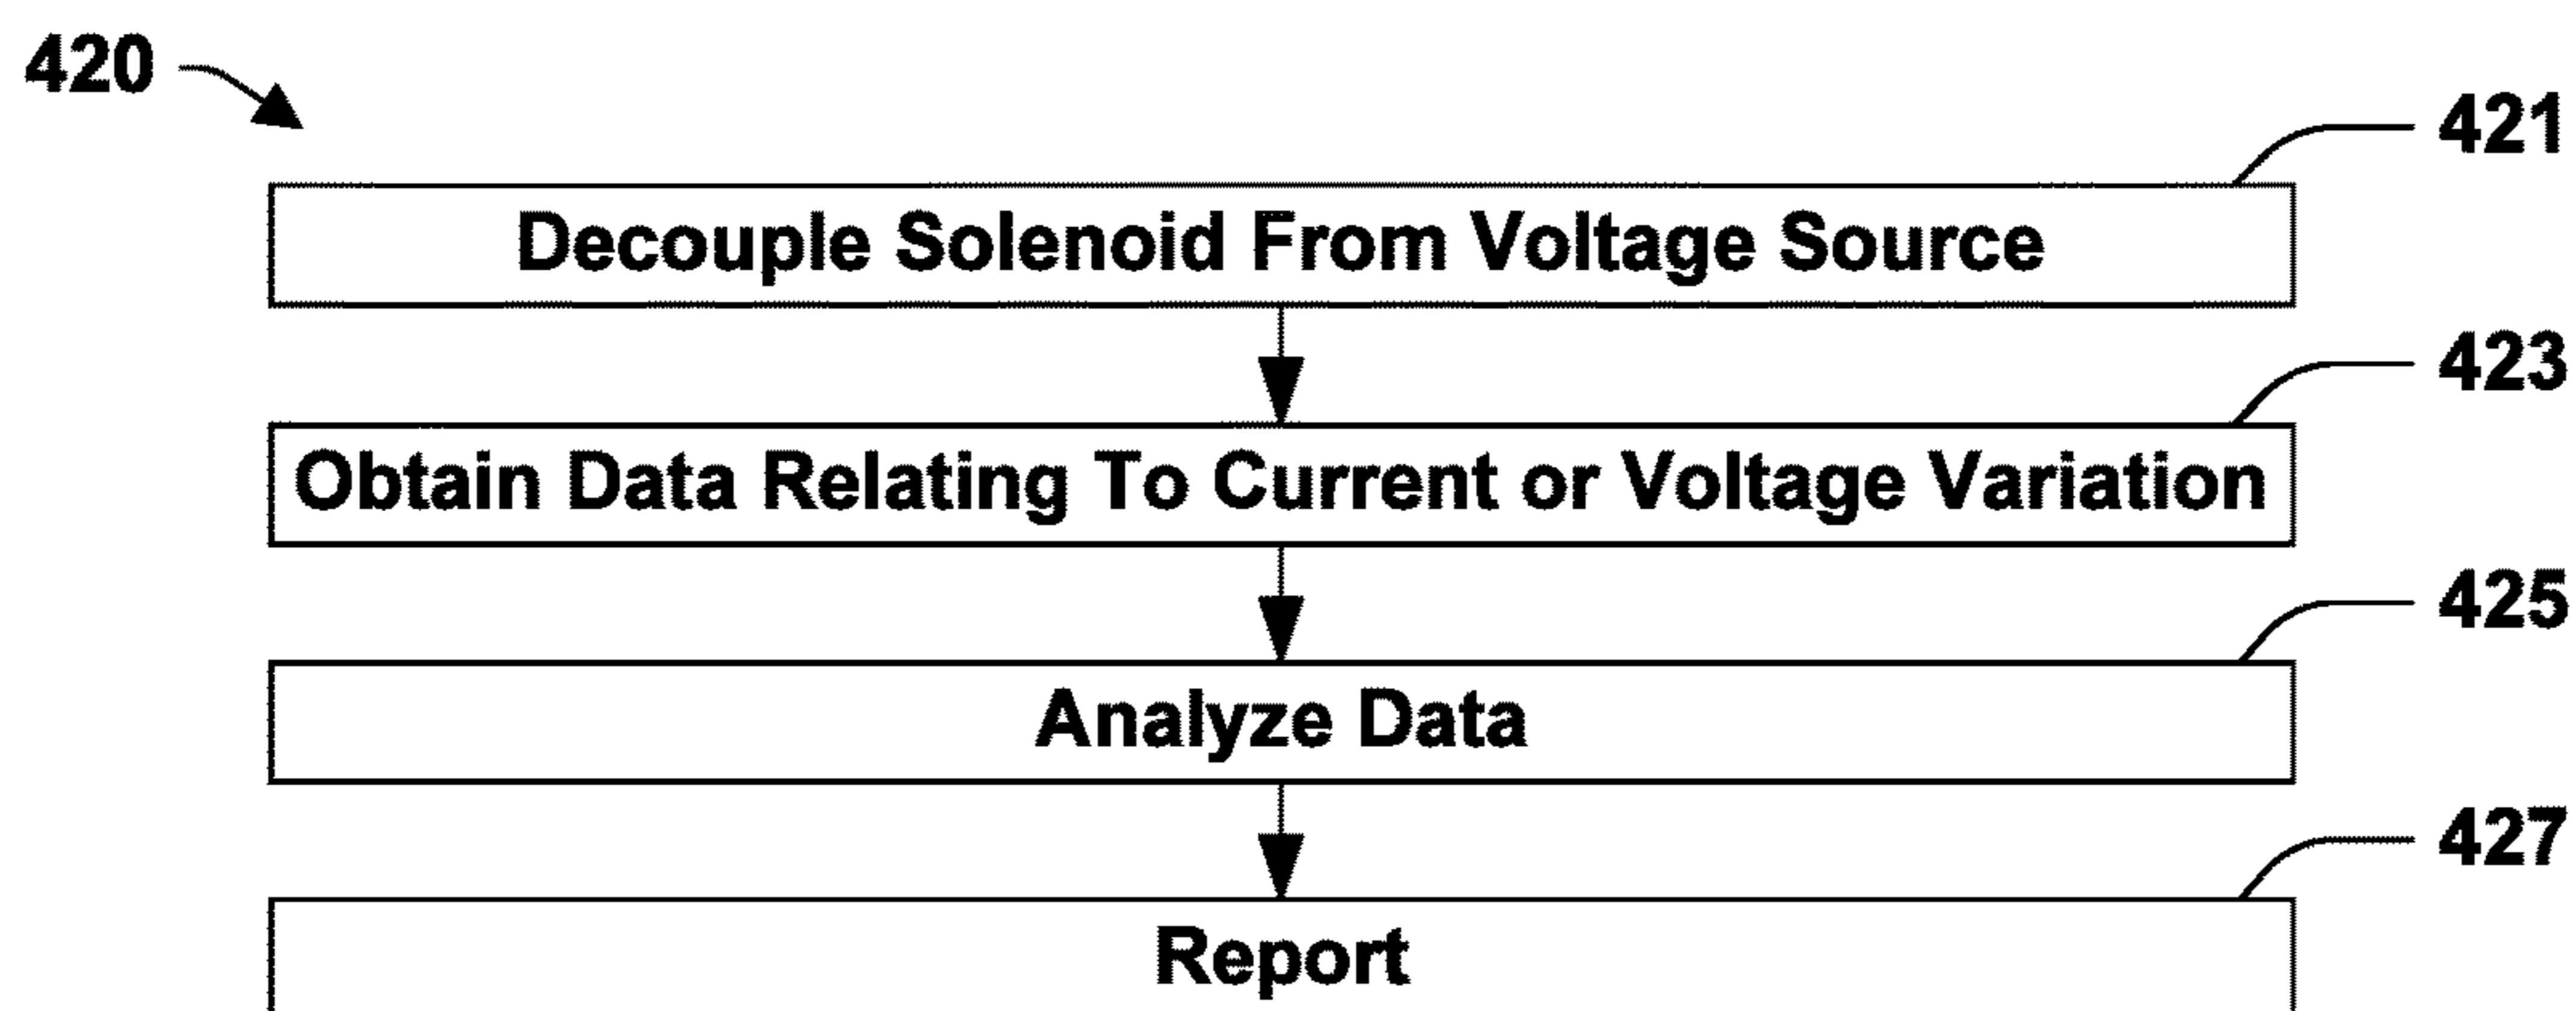 420
421
Decouple Solenoid From Voltage Source
423
Obtain Data Relating To Current or Voltage Variation
425
Analyze Data
427
Report